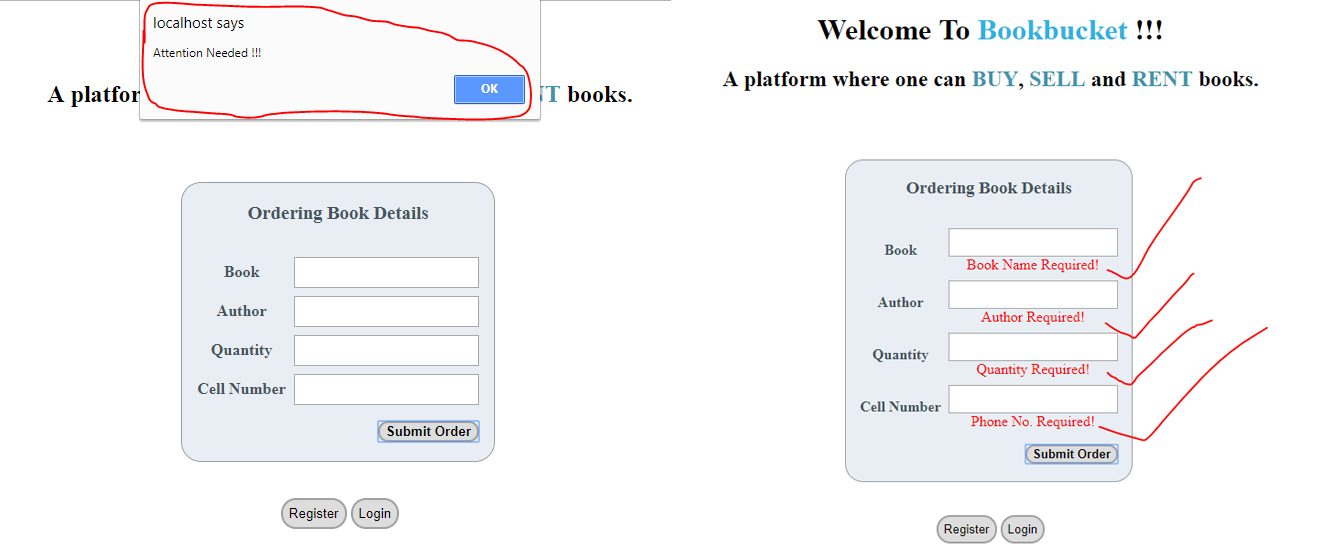 localhost says
Attention Needed !!!
OK
A platfor
NT books.
Ordering Book Details
Book
Author
Quantity
Cell Number
Submit Order
Register Login
Welcome To Bookbucket !!!
A platform where one can BUY, SELL and RENT books.
Ordering Book Details
Book
Book Name Required!
Author
Author Required!
Quantity
Quantity Required!
Cell Number
Phone No. Required!
Submit Order
Register Login